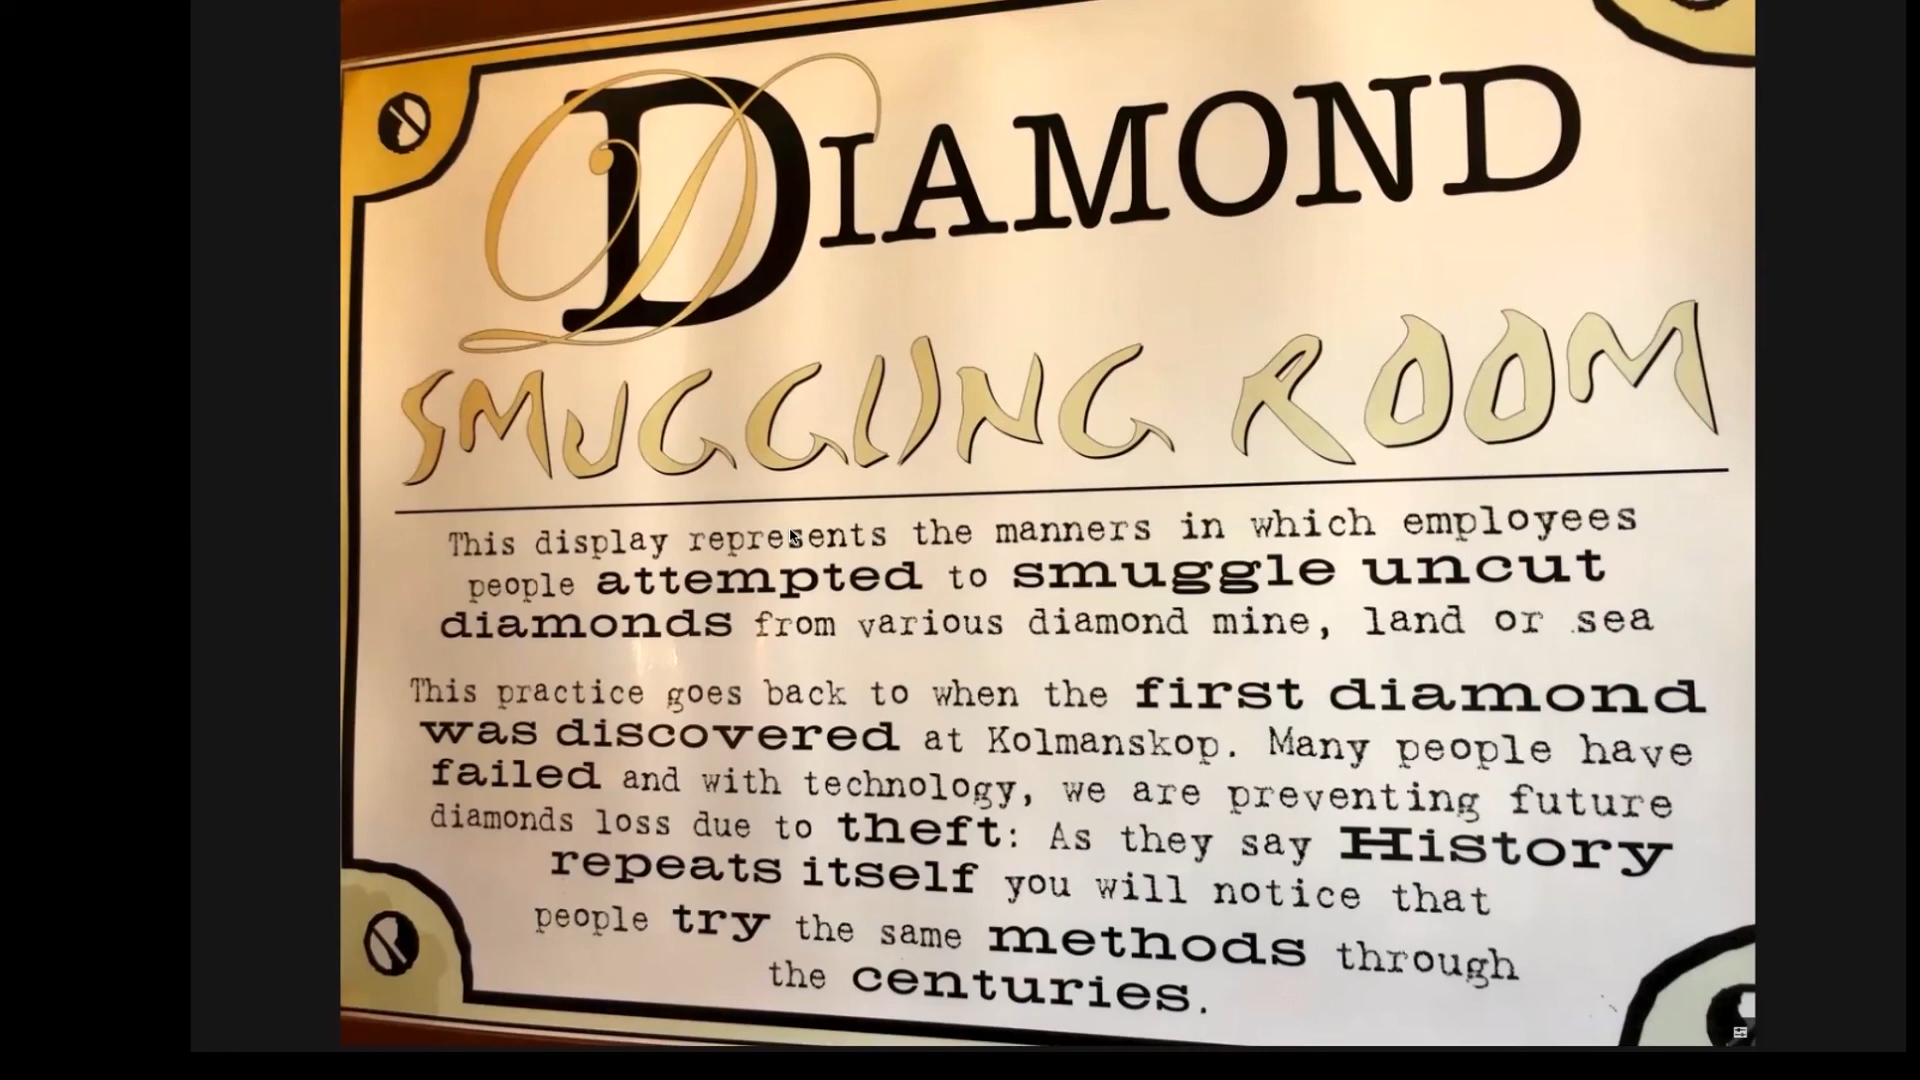 DIAMOND
SMUGGLING ROOM
This display represents the manners in which employees
people attempted to smuggle uncut
diamonds from various diamond mine, land or sea
This practice goes back to when the first diamond
was discovered at Kolmanskop. Many people have
failed and with technology, we are preventing future
diamonds loss due to theft: As they say History
repeats itself you will notice that
people try the same methods through
the centuries.